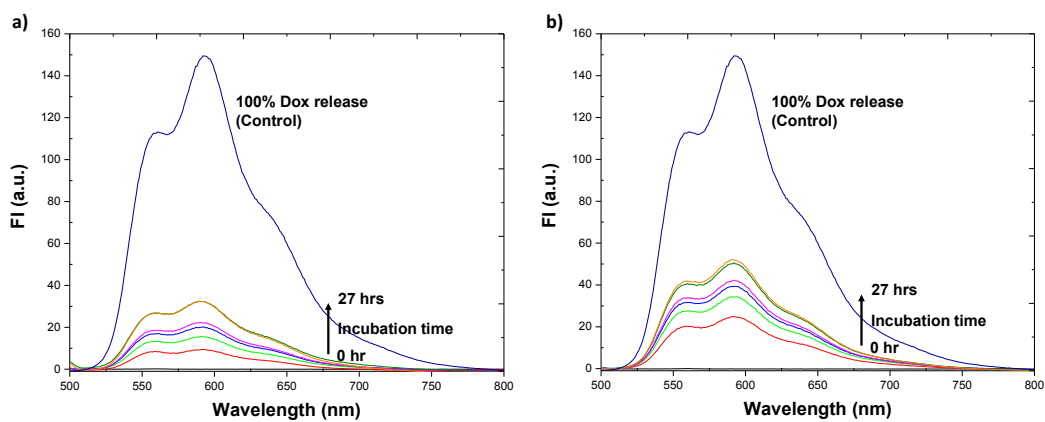 a)
160
140
120
100
80
60
40
20
0
FI (a.u.)
100% Dox release
(Control)
27 hrs
Incubation time
0 hr
500 550 600 650 700 750 800
Wavelength (nm)
b)
160
140
120
100
80
60
40
20
0
FI (a.u.)
100% Dox release
(Control)
27 hrs
Incubation time
0 hr
500 550 600 650 700 750 800
Wavelength (nm)